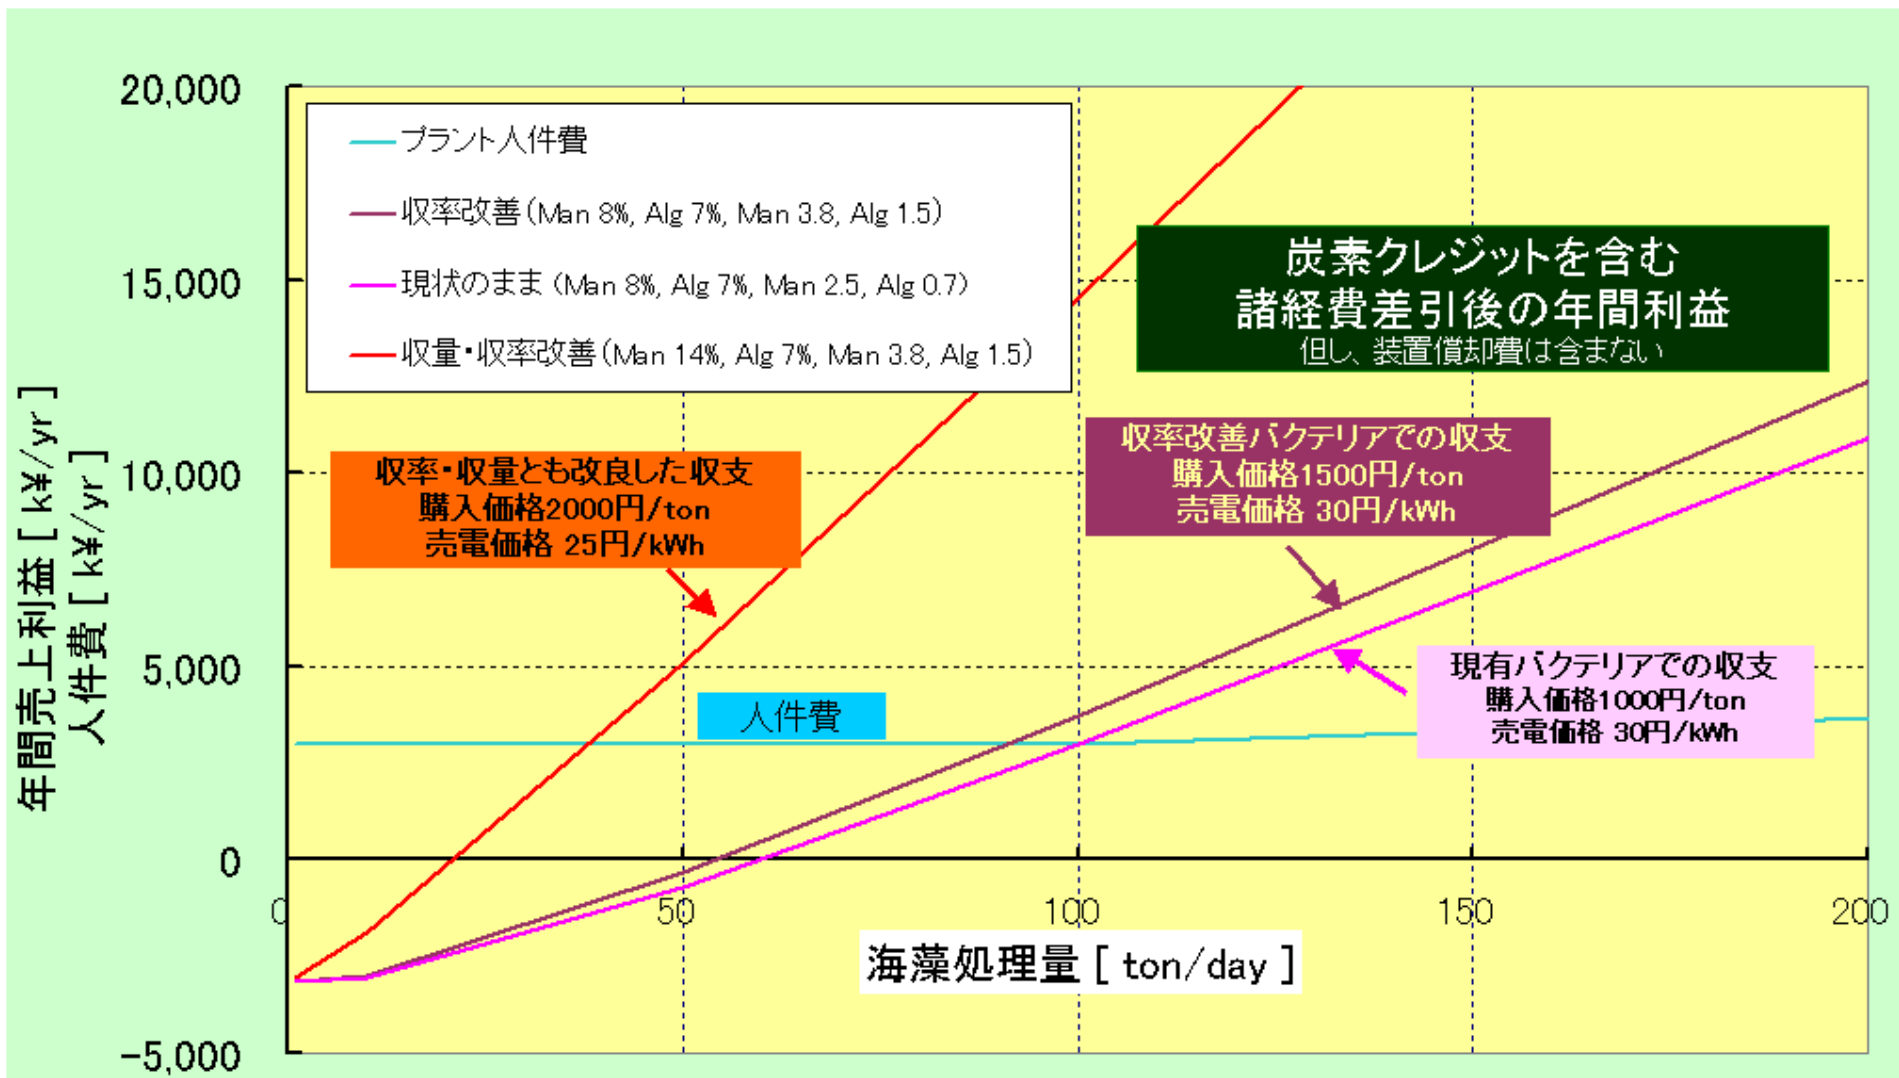 20,000
15,000
10,000
5,000
0
-5,000
年間売上利益 [ k¥/yr ]
人件費 [ k¥/yr ]
プラント人件費
収率改善(Man 8%, Alg 7%, Man 3.8, Alg 1.5)
現状のまま (Man 8%, Alg 7%, Man 2.5, Alg 0.7)
収量・収率改善(Man 14%, Alg 7%, Man 3.8, Alg 1.5)
炭素クレジットを含む
諸経費差引後の年間利益
但し、装置償却費は含まない
収率・収量とも改良した収支
購入価格2000円/ton
売電価格 25円/kWh
収率改善バクテリアでの収支
購入価格1500円/ton
売電価格 30円/kWh
人件費
現有バクテリアでの収支
購入価格1000円/ton
売電価格 30円/kWh
0
50
100
150
200
海藻処理量 [ ton/day ]